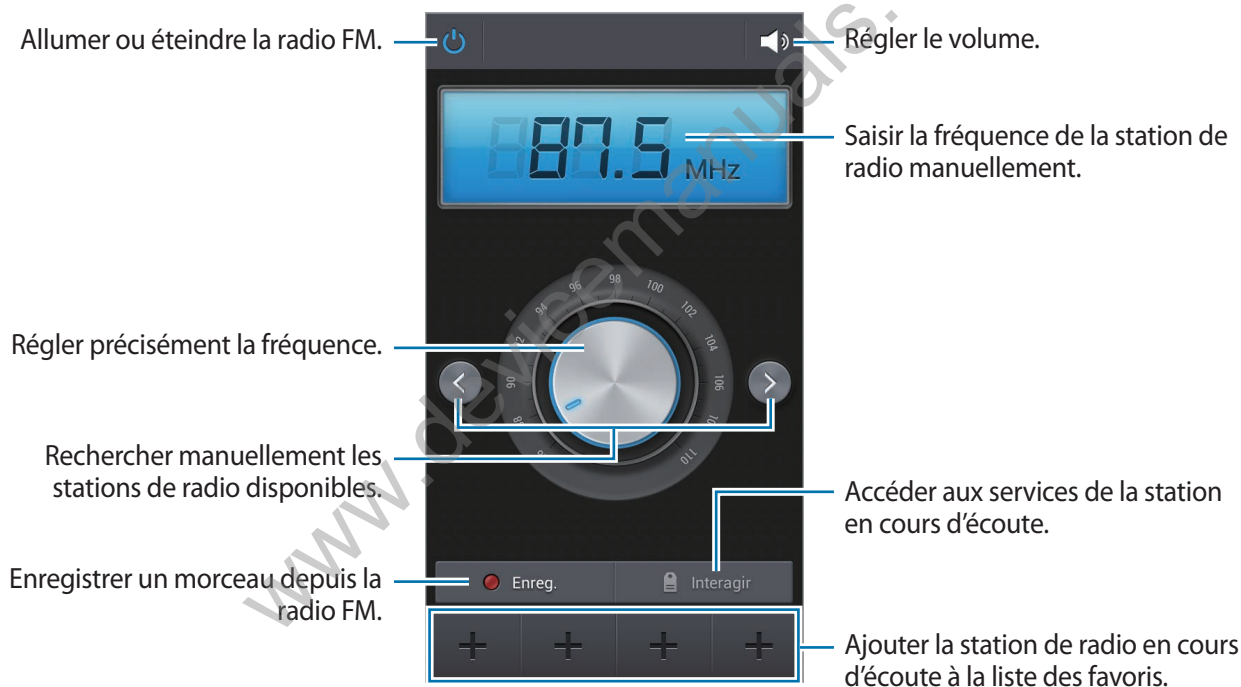 Allumer ou éteindre la radio FM.
Régler le volume.
87.5 MHz
Saisir la fréquence de la station de
radio manuellement.
Régler précisément la fréquence.
90
94
96
98
100
102
104
106
110
Rechercher manuellement les
stations de radio disponibles.
Accéder aux services de la station
en cours d'écoute.
Enregistrer un morceau depuis la
radio FM.
Enreg.
Interagir
Ajouter la station de radio en cours
d'écoute à la liste des favoris.
www.devicemanuals.